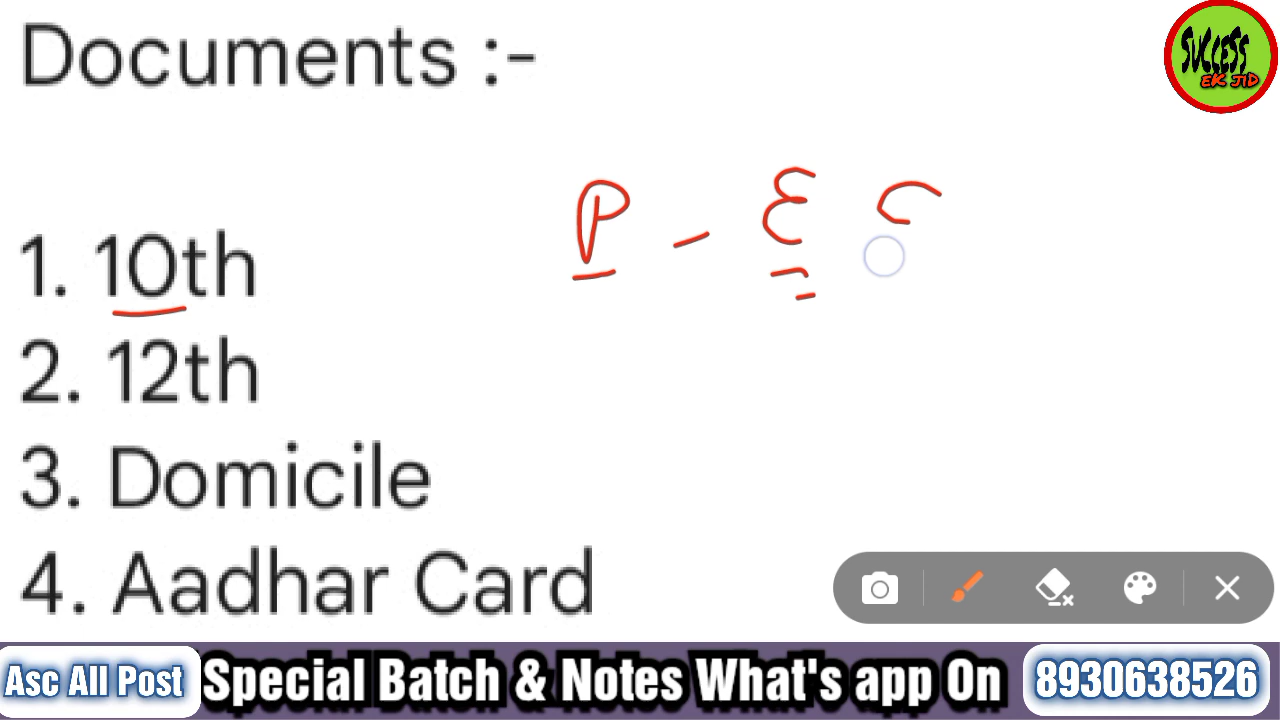 Documents :-
SUCCESS
EK JID
P - E
1. 10th
2. 12th
3. Domicile
4. Aadhar Card
Asc All Post Special Batch & Notes What's app On 8930638526